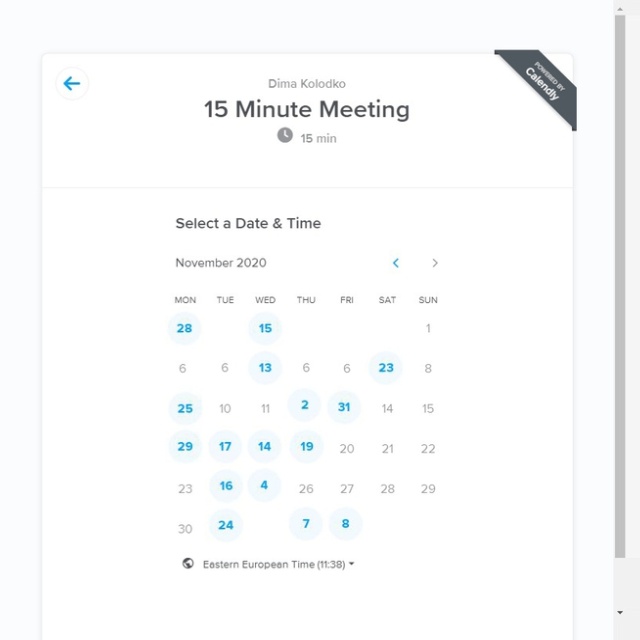 POWERED BY
Calendly
Dima Kolodko
15 Minute Meeting
15 min
Select a Date & Time
November 2020
MON TUE WED THU FRI SAT SUN
28 15 1
6 6 13 6 6 23 8
25 10 11 2 31 14 15
29 17 14 19 20 21 22
23 16 4 26 27 28 29
30 24 7 8
Eastern European Time (11:38)